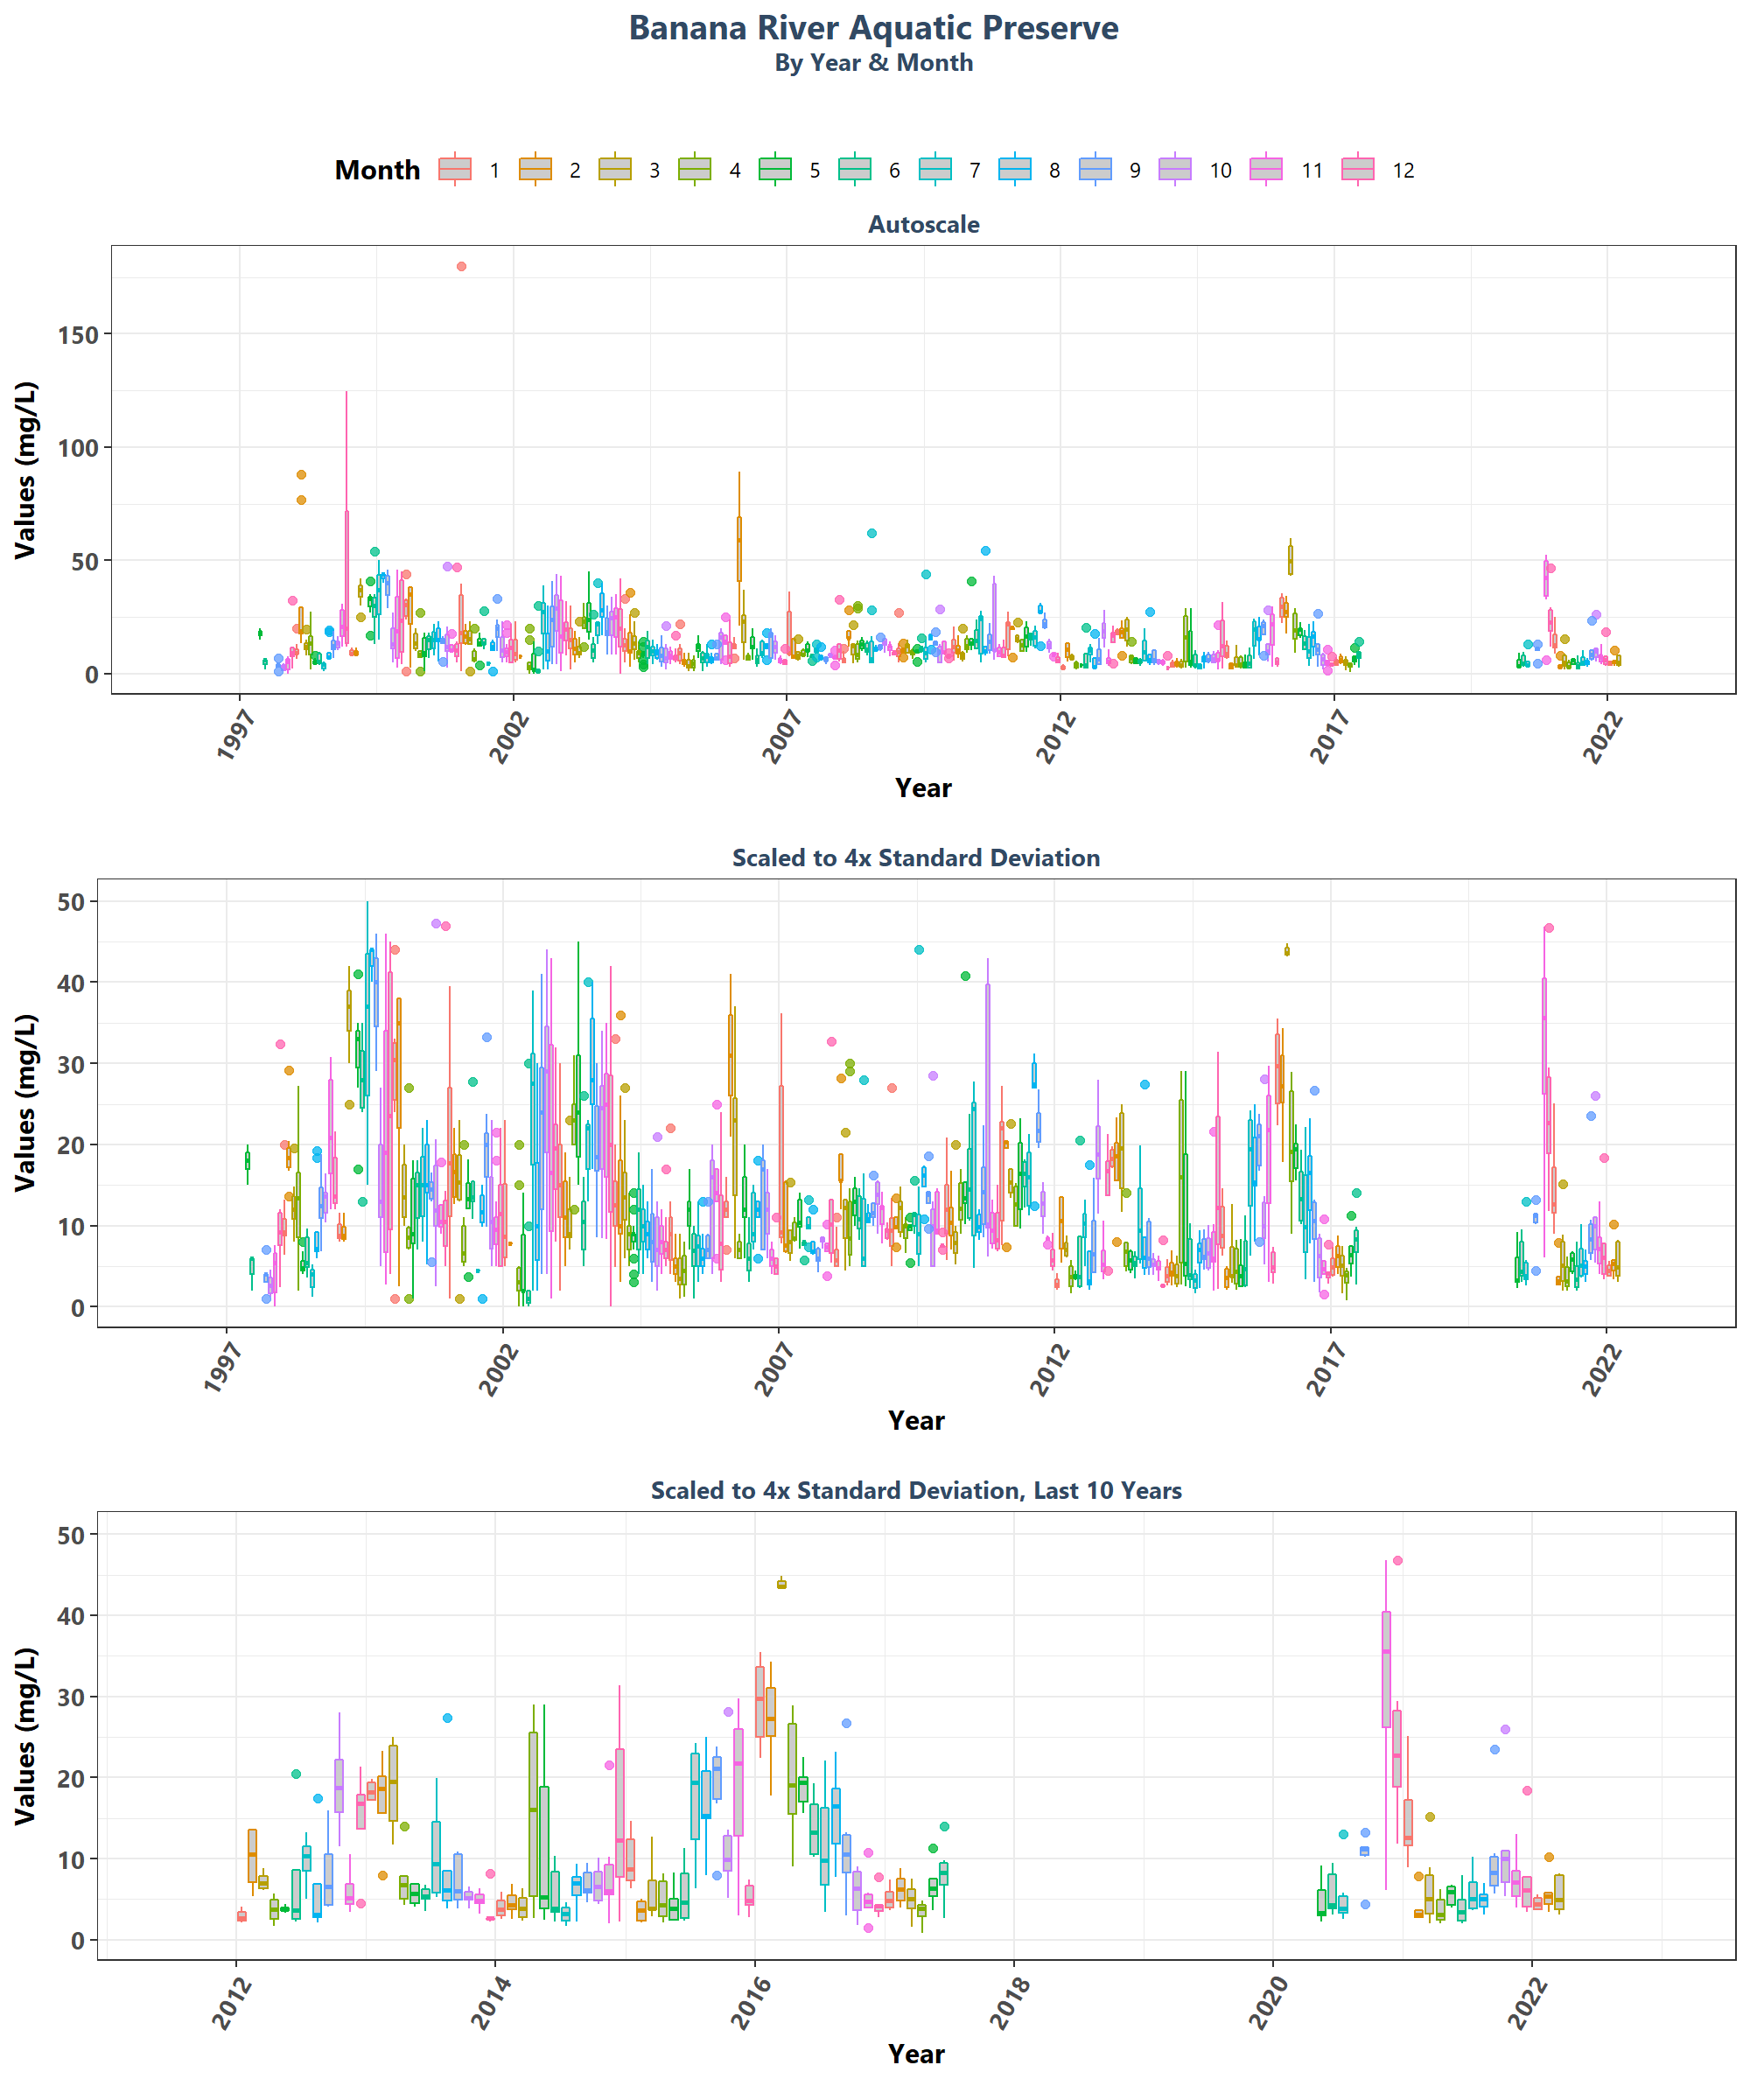 Banana River Aquatic Preserve
By Year & Month
Month 1 2 3 4 5 6 7 8 9 10 11 12
Autoscale
Values (mg/L)
150
100
50
0
1997 2002 2007 2012 2017 2022
Year
Scaled to 4x Standard Deviation
Values (mg/L)
50
40
30
20
10
0
1997 2002 2007 2012 2017 2022
Year
Scaled to 4x Standard Deviation, Last 10 Years
Values (mg/L)
50
40
30
20
10
0
2012 2014 2016 2018 2020 2022
Year